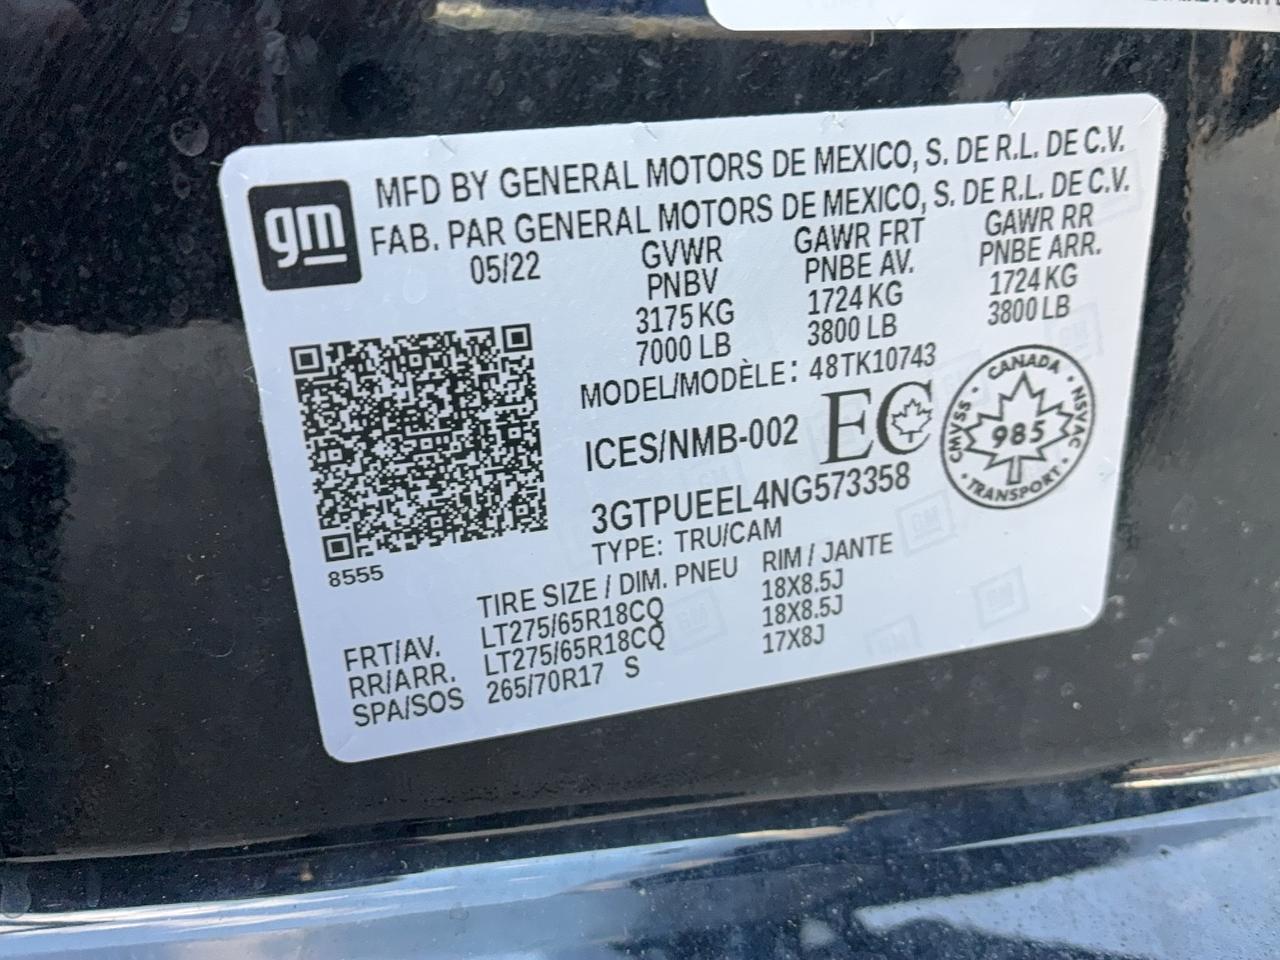 gm
MFD BY GENERAL MOTORS DE MEXICO, S. DE R.L. DE C.V.
FAB. PAR GENERAL MOTORS DE MEXICO, S. DE R.L. DE C.V.
05/22 GVWR GAWR FRT GAWR RR
PNBV PNBE AV. PNBE ARR.
3175 KG 1724 KG 1724 KG
7000 LB 3800 LB 3800 LB
MODEL/MODÈLE: 48TK10743
ICES/NMB-002 EC
CANADA
CMVSS 985 NSVAC
TRANSPORT
3GTPUEEL4NG573358
TYPE: TRU/CAM
8555
TIRE SIZE / DIM. PNEU RIM / JANTE
FRT/AV. LT275/65R18CQ 18X8.5J
RR/ARR. LT275/65R18CQ 18X8.5J
SPA/SOS 265/70R17 S 17X8J